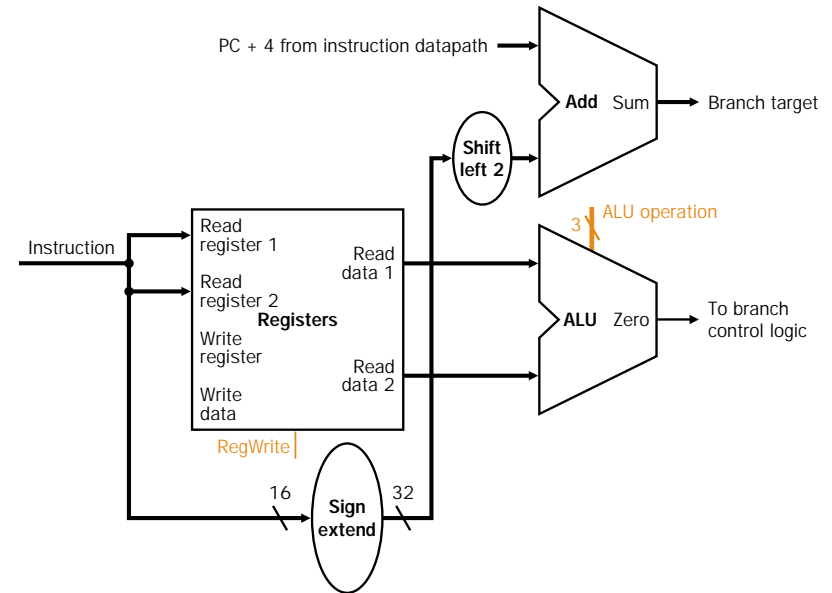 PC + 4 from instruction datapath
Add Sum
Branch target
Shift
left 2
ALU operation
3
Instruction
Read
register 1
Read
data 1
Read
register 2
Registers
Write
register
Read
data 2
Write
data
ALU Zero
To branch
control logic
RegWrite
16
Sign
extend
32